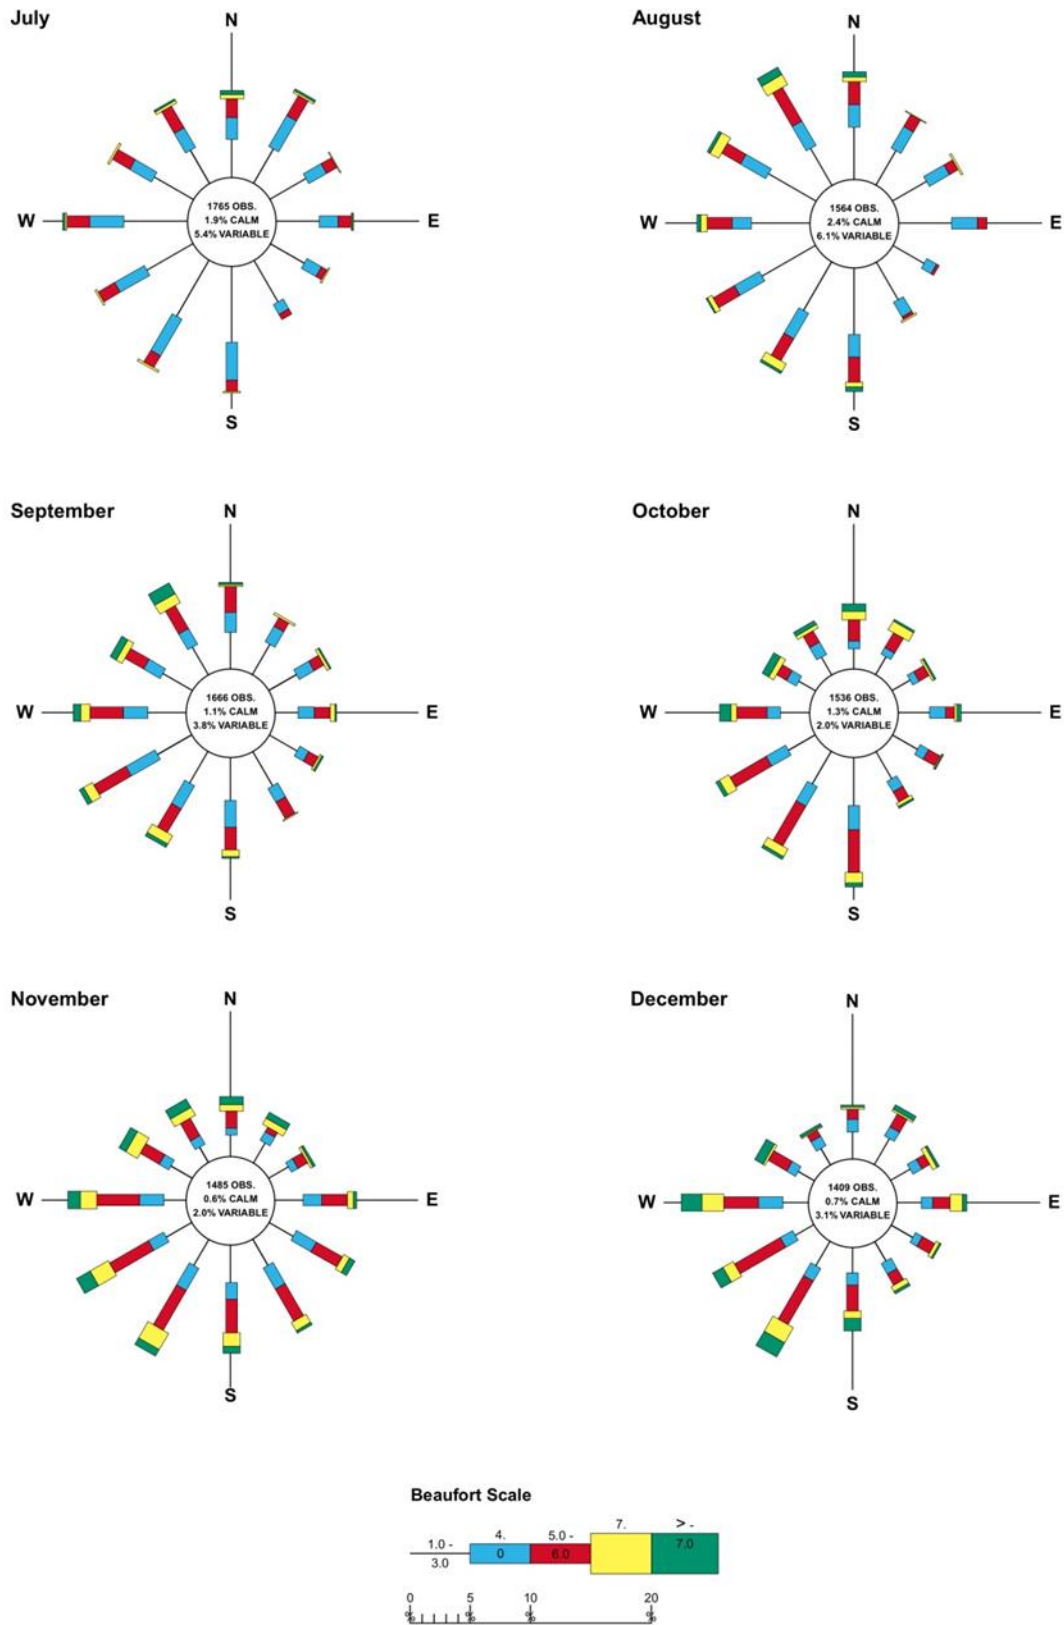 July
N
W
1765 OBS.
1.9% CALM
5.4% VARIABLE
E
S
August
N
W
1564 OBS.
2.4% CALM
6.1% VARIABLE
E
S
September
N
W
1666 OBS.
1.1% CALM
3.8% VARIABLE
E
S
October
N
W
1536 OBS.
1.3% CALM
2.0% VARIABLE
E
S
November
N
W
1485 OBS.
0.6% CALM
2.0% VARIABLE
E
S
December
N
W
1409 OBS.
0.7% CALM
3.1% VARIABLE
E
S
Beaufort Scale
1.0 -
3.0
4.
0
5.0 -
6.0
7.
> -
7.0
0 5 10 20